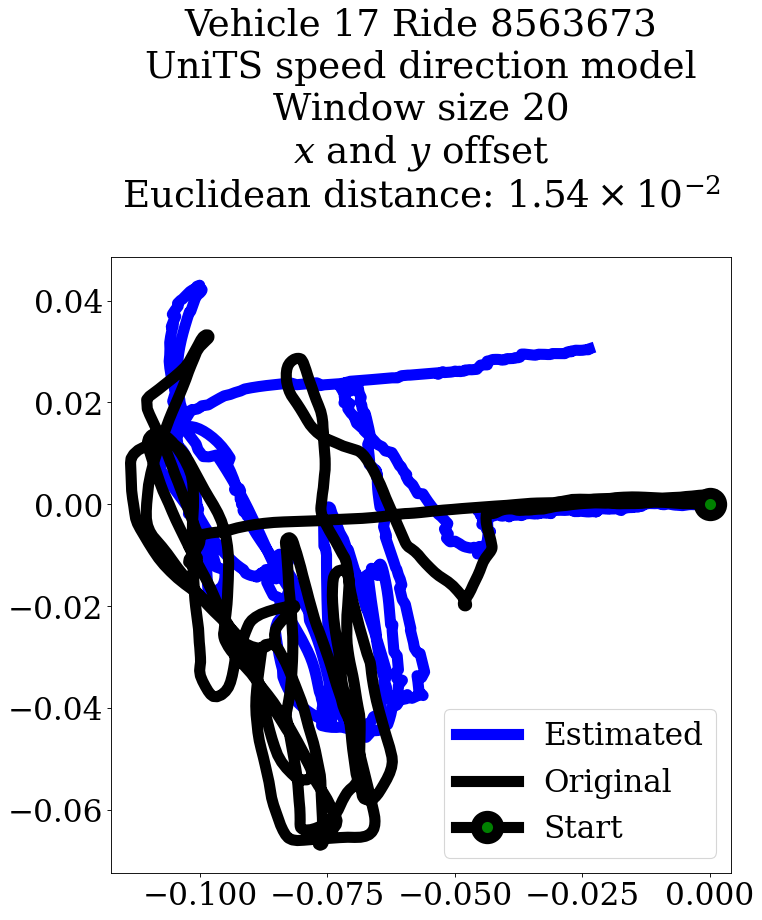 Vehicle 17 Ride 8563673
UniTS speed direction model
Window size 20
x and y offset
Euclidean distance: 1.54 × 10⁻²
0.04
0.02
0.00
−0.02
−0.04
−0.06
Estimated
Original
Start
−0.100 −0.075 −0.050 −0.025 0.000